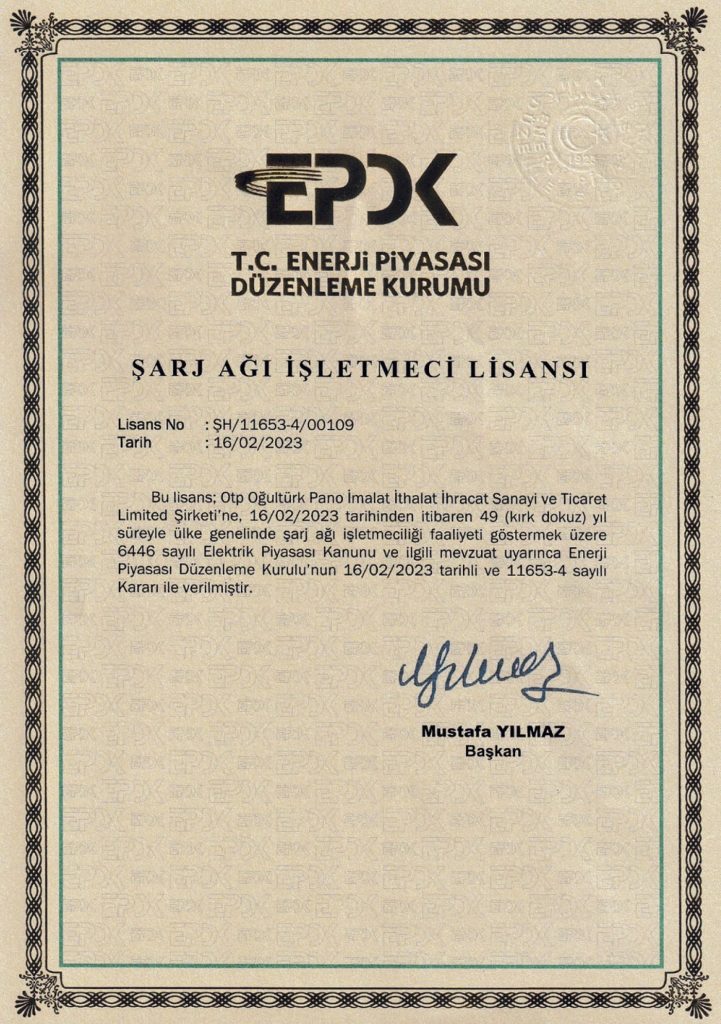 EPDK
T.C. ENERJi PiYASASI
DÜZENLEME KURUMU
ŞARJ AĞI İŞLETMECİ LİSANSI
Lisans No : ŞH/11653-4/00109
Tarih : 16/02/2023
Bu lisans; Otp Oğultürk Pano İmalat İthalat İhracat Sanayi ve Ticaret
Limited Şirketi’ne, 16/02/2023 tarihinden itibaren 49 (kırk dokuz) yıl
süreyle ülke genelinde şarj ağı işletmeciliği faaliyeti göstermek üzere
6446 sayılı Elektrik Piyasası Kanunu ve ilgili mevzuat uyarınca Enerji
Piyasası Düzenleme Kurulu’nun 16/02/2023 tarihli ve 11653-4 sayılı
Kararı ile verilmiştir.
Mustafa YILMAZ
Başkan